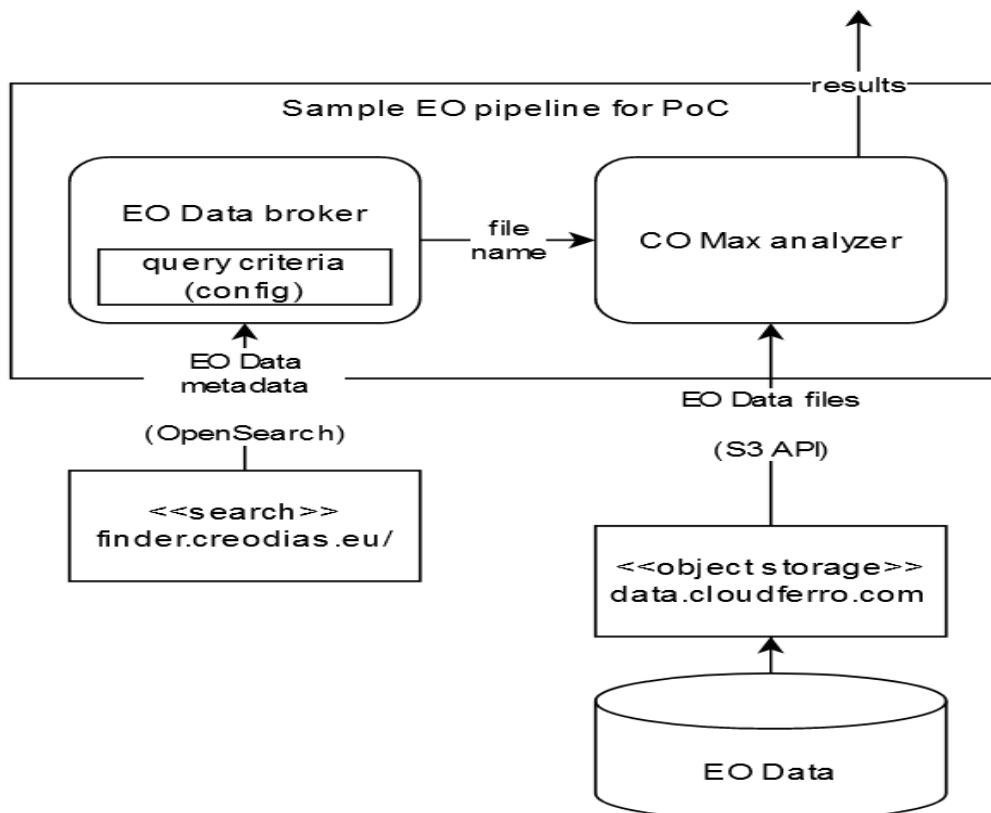 results
Sample EO pipeline for PoC
EO Data broker
query criteria
(config)
file
name
CO Max analyzer
EO Data
metadata
(OpenSearch)
EO Data files
(S3 API)
<<search>>
finder.creodias.eu/
<<object storage>>
data.cloudferro.com
EO Data